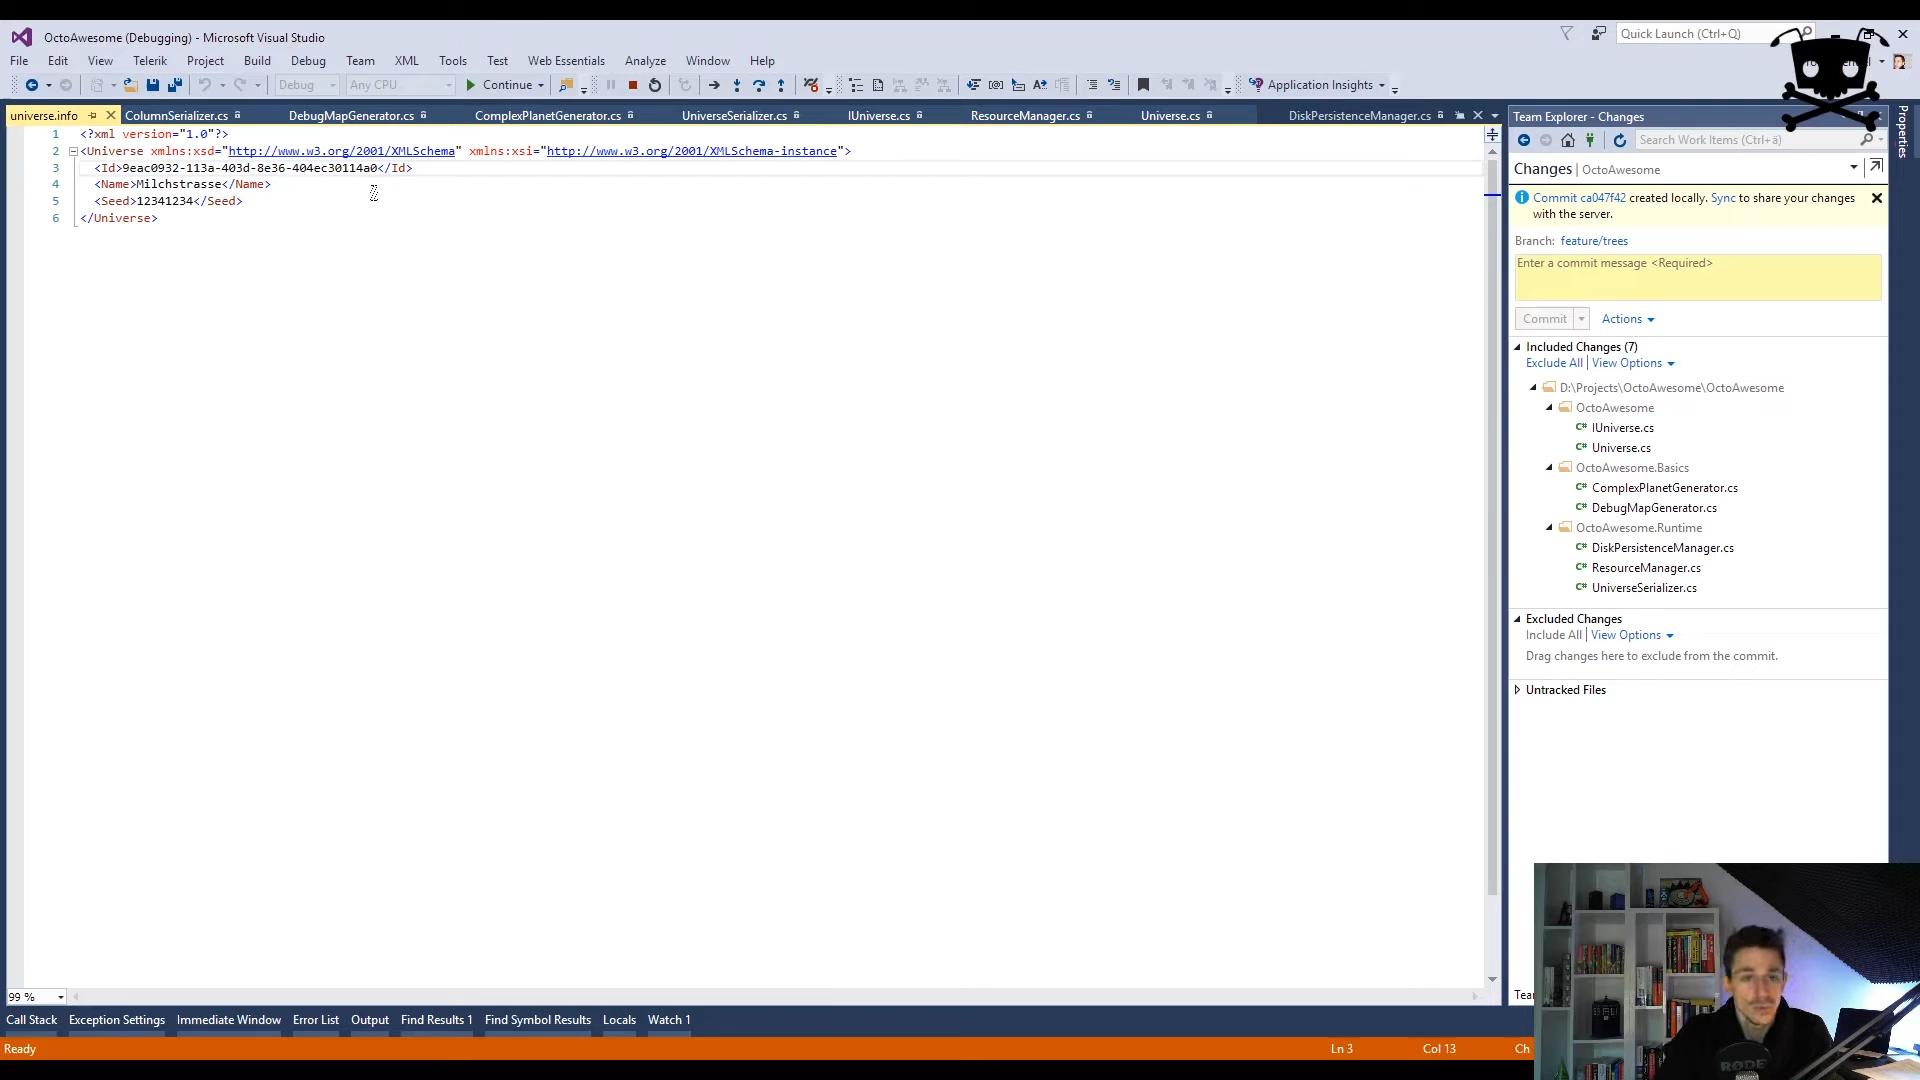 OctoAwesome (Debugging) - Microsoft Visual Studio
Quick Launch (Ctrl+Q)
File Edit View Telerik Project Build Debug Team XML Tools Test Web Essentials Analyze Window Help
Debug Any CPU Continue Application Insights
universe.info ColumnSerializer.cs DebugMapGenerator.cs ComplexPlanetGenerator.cs UniverseSerializer.cs IUniverse.cs ResourceManager.cs Universe.cs DiskPersistenceManager.cs
1 <?xml version="1.0"?>
2 <Universe xmlns:xsd="http://www.w3.org/2001/XMLSchema" xmlns:xsi="http://www.w3.org/2001/XMLSchema-instance">
3 <Id>9eac0932-113a-403d-8e36-404ec30114a0</Id>
4 <Name>Milchstrasse</Name>
5 <Seed>12341234</Seed>
6 </Universe>
99 %
Team Explorer - Changes
Search Work Items (Ctrl+ä)
Changes | OctoAwesome
Commit ca047f42 created locally. Sync to share your changes
with the server.
Branch: feature/trees
Enter a commit message <Required>
Commit Actions
Included Changes (7)
Exclude All | View Options
D:\Projects\OctoAwesome\OctoAwesome
OctoAwesome
IUniverse.cs
Universe.cs
OctoAwesome.Basics
ComplexPlanetGenerator.cs
DebugMapGenerator.cs
OctoAwesome.Runtime
DiskPersistenceManager.cs
ResourceManager.cs
UniverseSerializer.cs
Excluded Changes
Include All | View Options
Drag changes here to exclude from the commit.
Untracked Files
Properties
RØDE
Call Stack Exception Settings Immediate Window Error List Output Find Results 1 Find Symbol Results Locals Watch 1
Ready Ln 3 Col 13 Ch